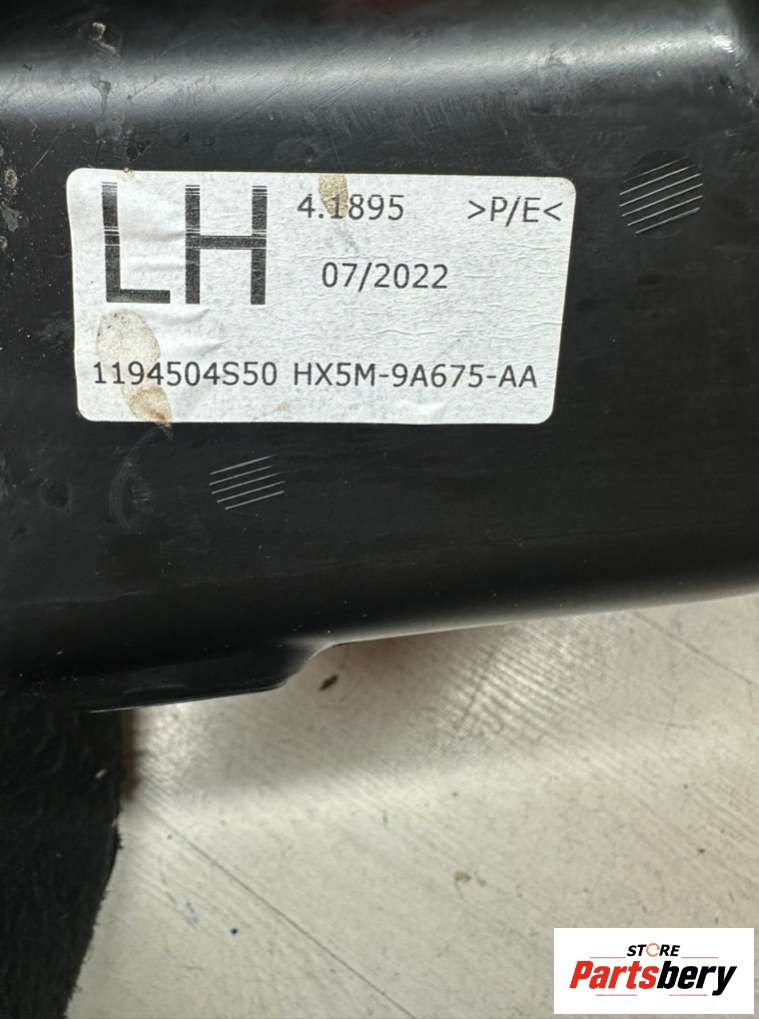 LH 4.1895 >P/E<
07/2022
1194504S50 HX5M-9A675-AA
STORE
Partsbery